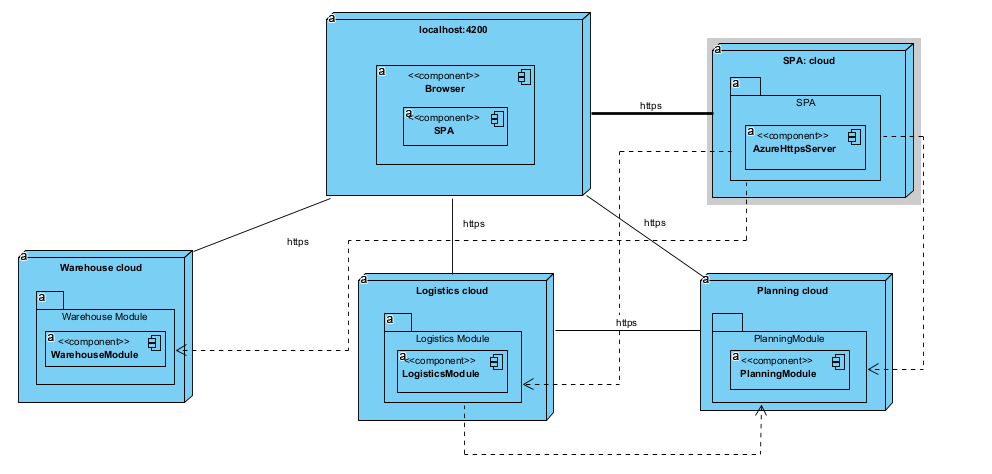 a
localhost:4200
a
<<component>>
Browser
a
<<component>>
SPA
https
a
SPA: cloud
a
SPA
a
<<component>>
AzureHttpsServer
https
https
https
a
Warehouse cloud
a
Warehouse Module
a
<<component>>
WarehouseModule
a
Logistics cloud
a
Logistics Module
a
<<component>>
LogisticsModule
https
a
Planning cloud
PlanningModule
a
<<component>>
PlanningModule